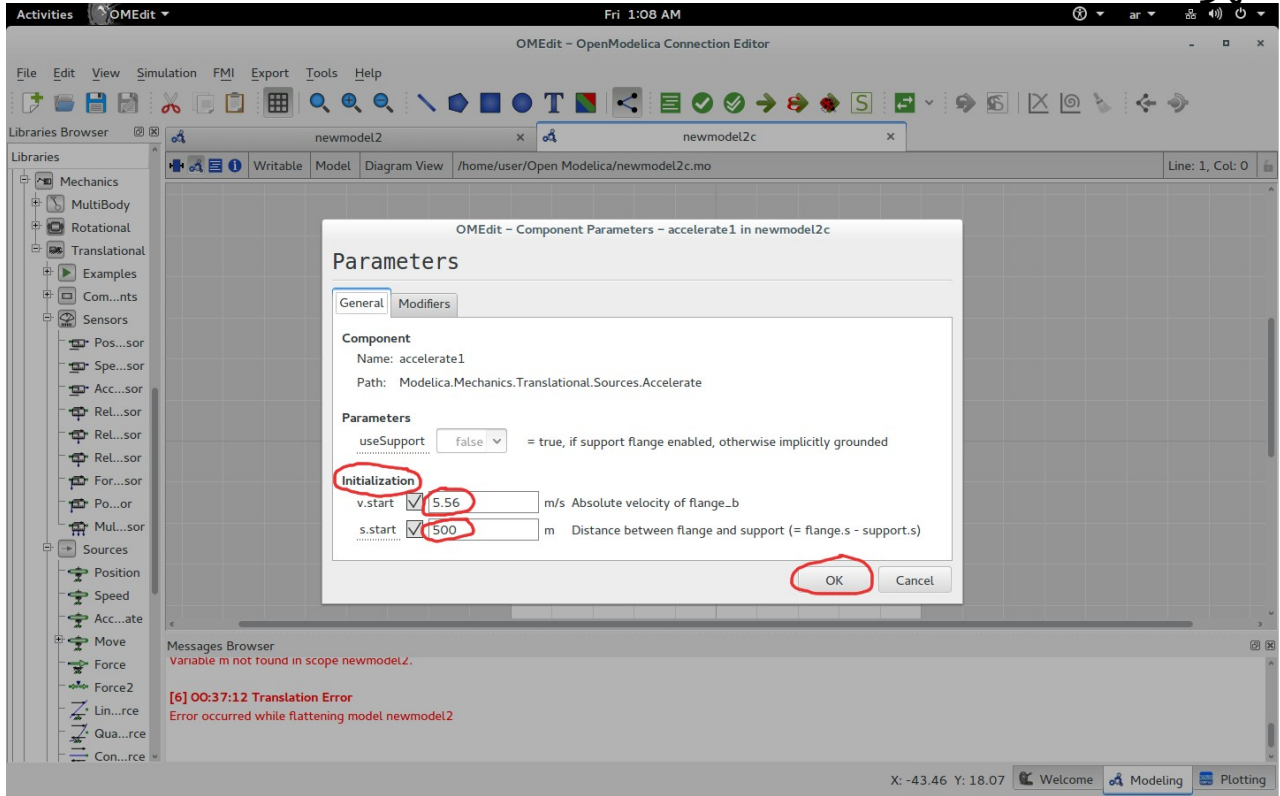 Activities OMEdit Fri 1:08 AM ar
OMEdit – OpenModelica Connection Editor
File Edit View Simulation FMI Export Tools Help
Libraries Browser newmodel2 newmodel2c
Libraries Writable Model Diagram View /home/user/Open Modelica/newmodel2c.mo Line: 1, Col: 0
Mechanics
MultiBody
Rotational
Translational
Examples
Com...nts
Sensors
Pos...sor
Spe...sor
Acc...sor
Rel...sor
Rel...sor
Rel...sor
For...sor
Po...or
Mul...sor
Sources
Position
Speed
Acc...ate
Move
Force
Force2
Lin...rce
Qua...rce
Con...rce
OMEdit – Component Parameters – accelerate1 in newmodel2c
Parameters
General Modifiers
Component
Name: accelerate1
Path: Modelica.Mechanics.Translational.Sources.Accelerate
Parameters
useSupport false = true, if support flange enabled, otherwise implicitly grounded
Initialization
v.start 5.56 m/s Absolute velocity of flange_b
s.start 500 m Distance between flange and support (= flange.s - support.s)
OK Cancel
Messages Browser
Variable m not found in scope newmodel2.
[6] 00:37:12 Translation Error
Error occurred while flattening model newmodel2
X: -43.46 Y: 18.07 Welcome Modeling Plotting